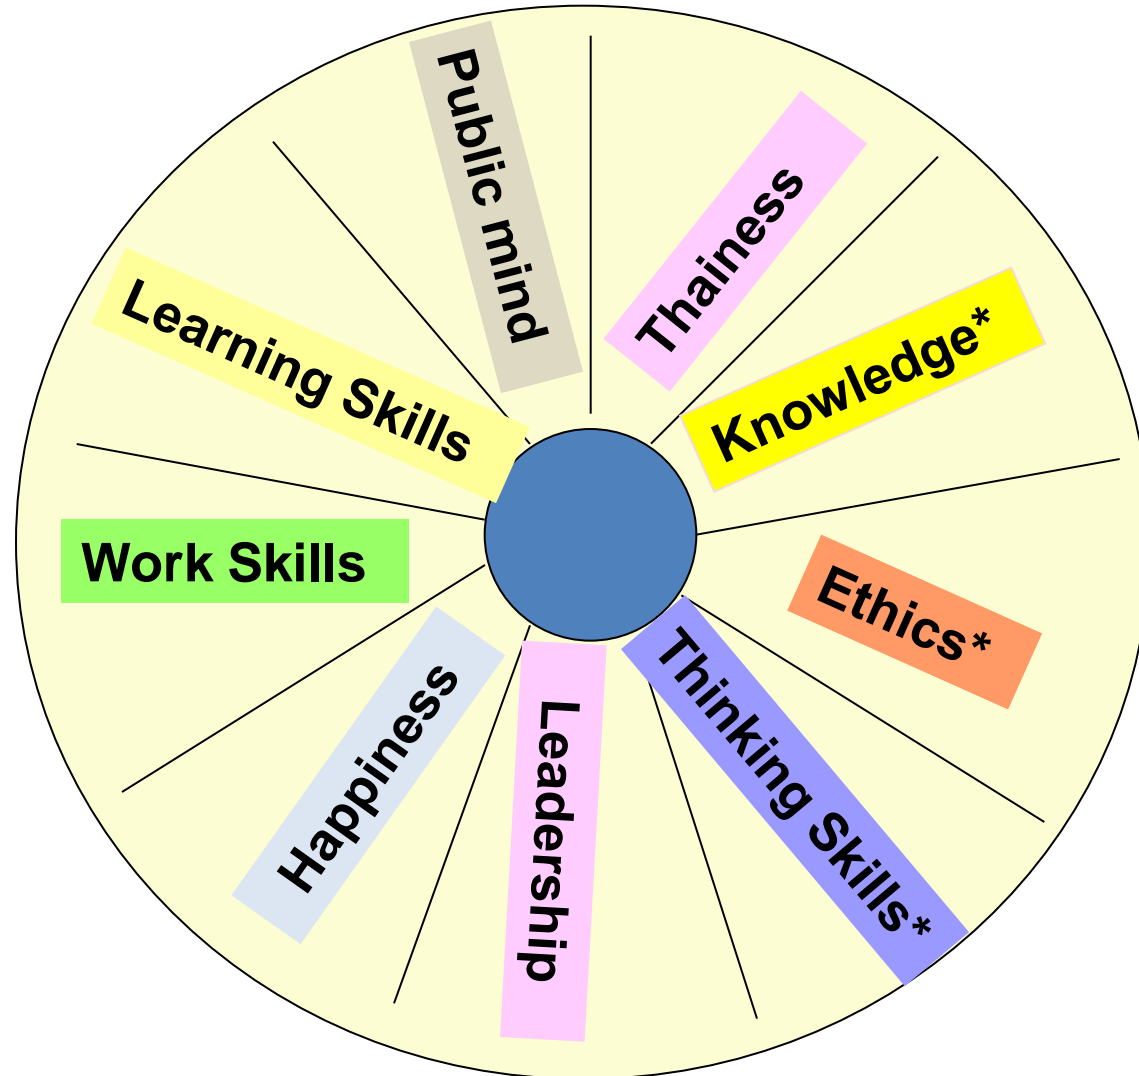 Public mind
Thainess
Knowledge*
Ethics*
Thinking Skills*
Leadership
Happiness
Work Skills
Learning Skills